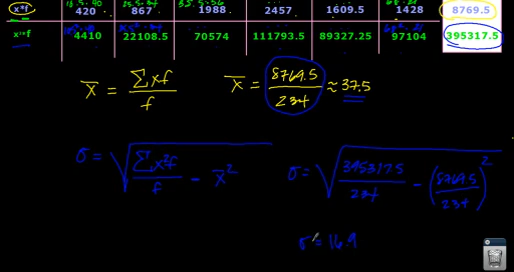 x*f 420 867 1988 2457 1609.5 1428 8769.5
x²*f 4410 22108.5 70574 111793.5 89327.25 97104 395317.5
x̄ = Σxf / f
x̄ = 8769.5 / 234 ≈ 37.5
σ = √(Σx²f / f − x̄²)
σ = √(395317.5 / 234 − (8769.5 / 234)²)
σ = 16.9